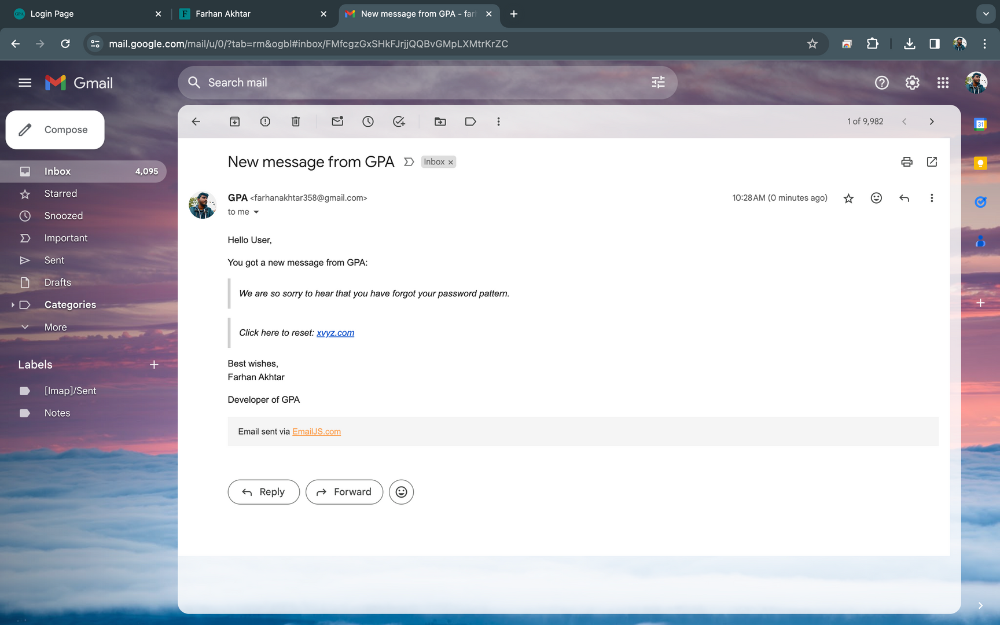 GPA Login Page
F Farhan Akhtar
New message from GPA - far
mail.google.com/mail/u/0/?tab=rm&ogbl#inbox/FMfcgzGxSHkFJrjjQQBvGMpLXMtrKrZC
Gmail
Search mail
Compose
1 of 9,982
31
New message from GPA
Inbox
Inbox 4,095
Starred
Snoozed
Important
Sent
Drafts
Categories
More
Labels
[Imap]/Sent
Notes
GPA <farhanakhtar358@gmail.com>
10:28 AM (0 minutes ago)
to me
Hello User,
You got a new message from GPA:
We are so sorry to hear that you have forgot your password pattern.
Click here to reset: xvyz.com
Best wishes,
Farhan Akhtar
Developer of GPA
Email sent via EmailJS.com
Reply
Forward